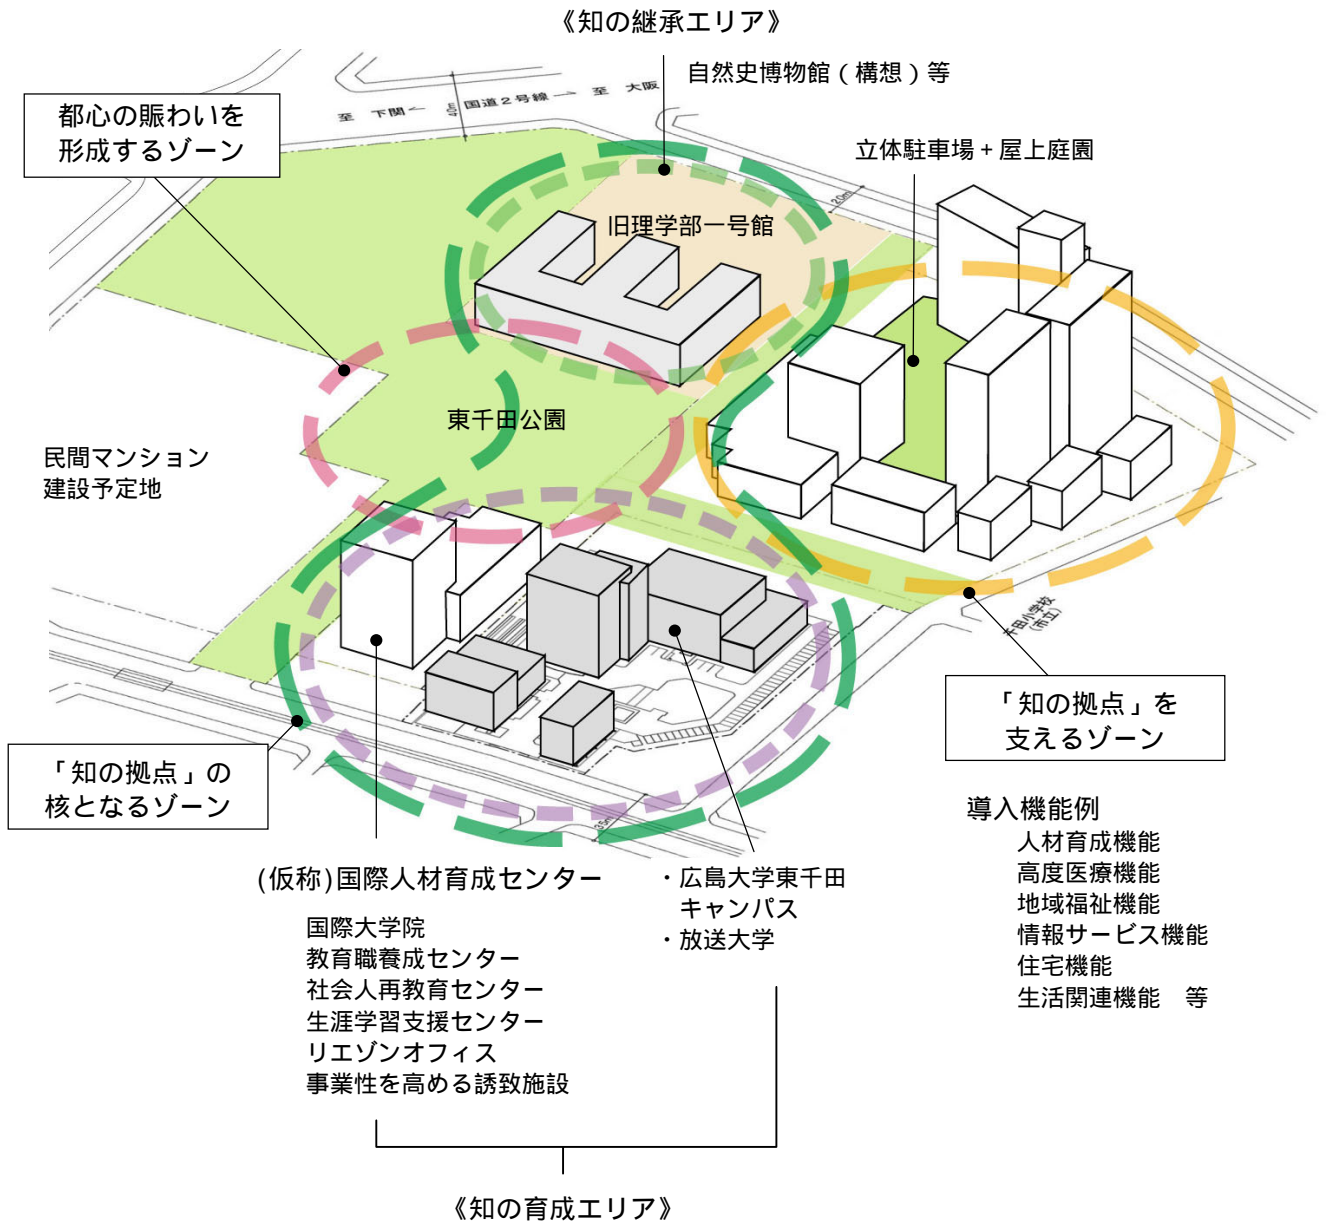 《知の継承エリア》
自然史博物館(構想)等
至 下関← 国道2号線→ 至 大阪
40m
都心の賑わいを
形成するゾーン
立体駐車場+屋上庭園
20m
旧理学部一号館
東千田公園
民間マンション
建設予定地
千田小学校
(市立)
「知の拠点」を
支えるゾーン
「知の拠点」の
核となるゾーン
導入機能例
人材育成機能
高度医療機能
地域福祉機能
情報サービス機能
住宅機能
生活関連機能 等
(仮称)国際人材育成センター
国際大学院
教育職養成センター
社会人再教育センター
生涯学習支援センター
リエゾンオフィス
事業性を高める誘致施設
・広島大学東千田
キャンパス
・放送大学
《知の育成エリア》